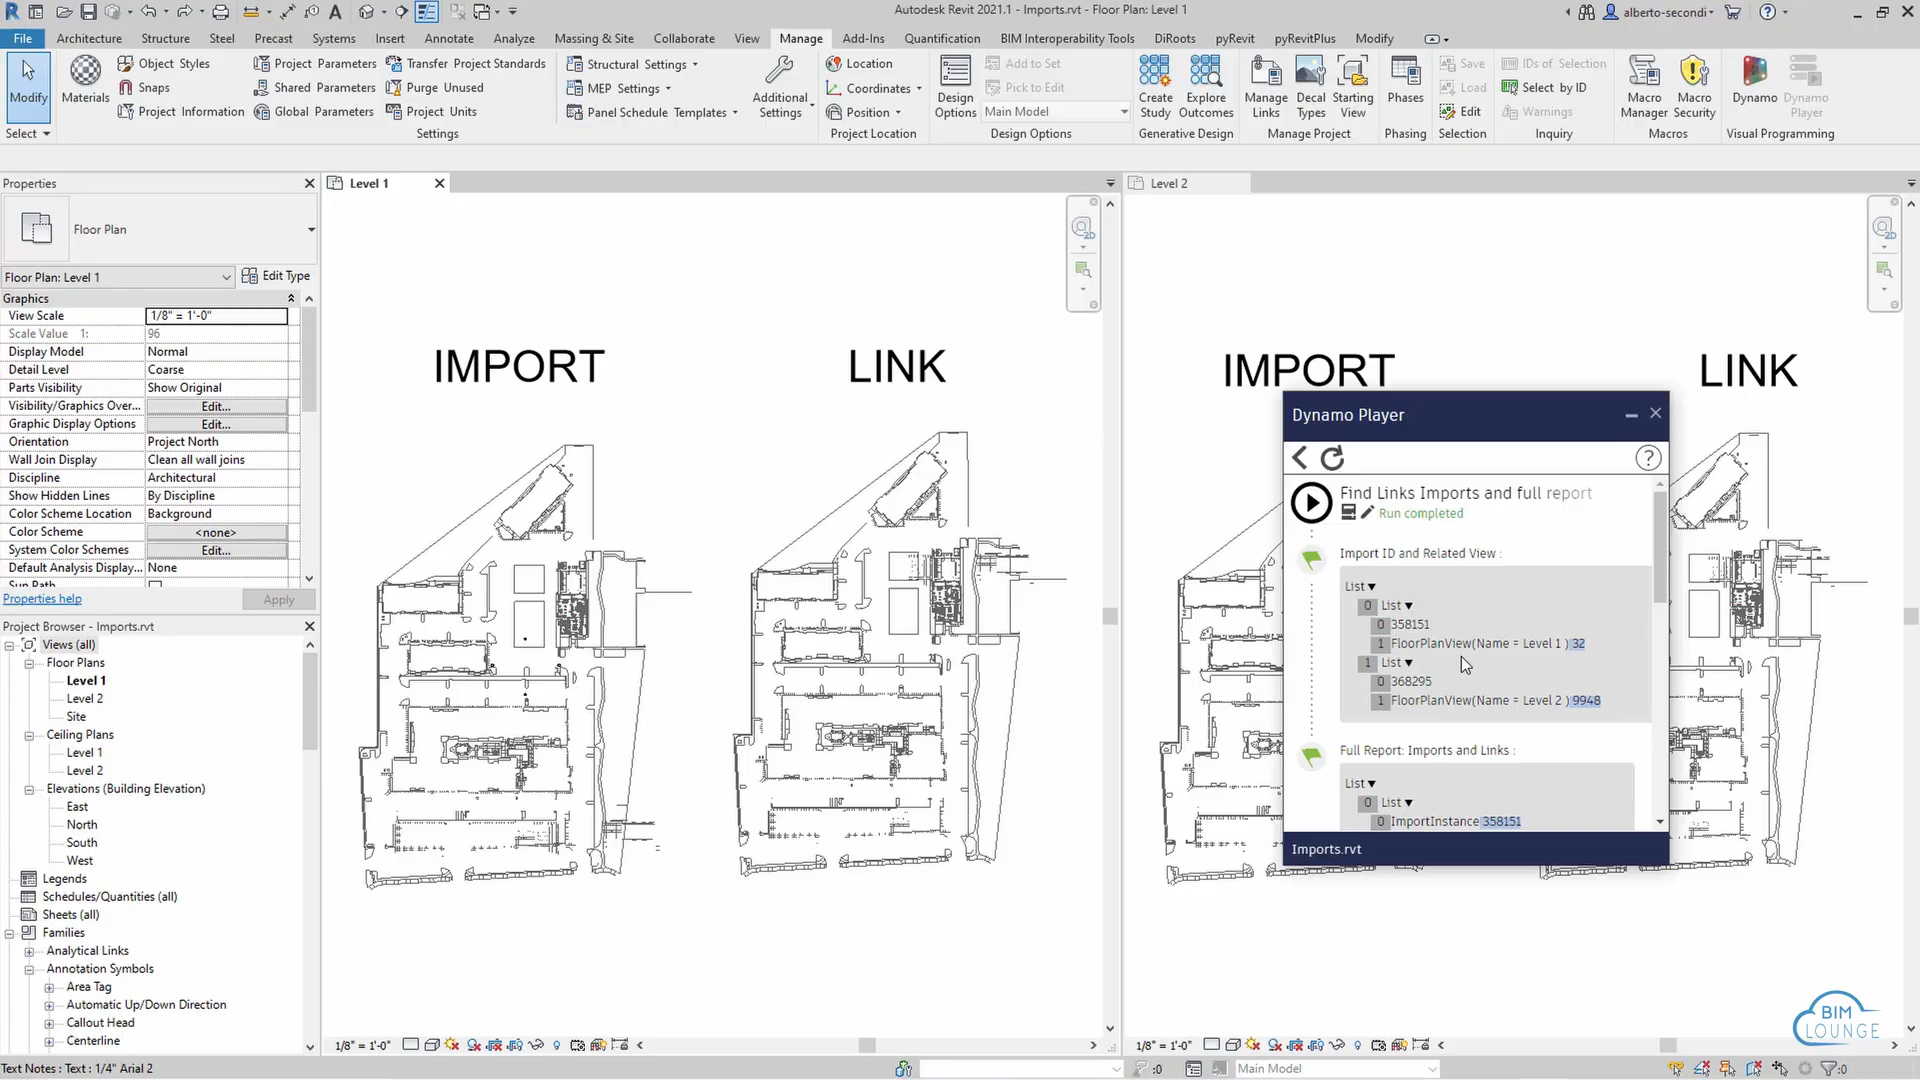 Autodesk Revit 2021.1 - Imports.rvt - Floor Plan: Level 1
alberto-secondi
File Architecture Structure Steel Precast Systems Insert Annotate Analyze Massing & Site Collaborate View Manage Add-Ins Quantification BIM Interoperability Tools DiRoots pyRevit pyRevitPlus Modify
Modify
Select
Materials
Object Styles
Snaps
Project Information
Project Parameters
Shared Parameters
Global Parameters
Transfer Project Standards
Purge Unused
Project Units
Settings
Structural Settings
MEP Settings
Panel Schedule Templates
Additional Settings
Location
Coordinates
Position
Project Location
Design Options
Add to Set
Pick to Edit
Main Model
Design Options
Create Study
Explore Outcomes
Generative Design
Manage Links
Decal Types
Starting View
Manage Project
Phases
Phasing
Save
Load
Edit
Selection
IDs of Selection
Select by ID
Warnings
Inquiry
Macro Manager
Macro Security
Macros
Dynamo
Dynamo Player
Visual Programming
Properties
Floor Plan
Floor Plan: Level 1
Edit Type
Graphics
View Scale 1/8" = 1'-0"
Scale Value 1: 96
Display Model Normal
Detail Level Coarse
Parts Visibility Show Original
Visibility/Graphics Over... Edit...
Graphic Display Options Edit...
Orientation Project North
Wall Join Display Clean all wall joins
Discipline Architectural
Show Hidden Lines By Discipline
Color Scheme Location Background
Color Scheme <none>
System Color Schemes Edit...
Default Analysis Display... None
Sun Path
Properties help
Apply
Project Browser - Imports.rvt
Views (all)
Floor Plans
Level 1
Level 2
Site
Ceiling Plans
Level 1
Level 2
Elevations (Building Elevation)
East
North
South
West
Legends
Schedules/Quantities (all)
Sheets (all)
Families
Analytical Links
Annotation Symbols
Area Tag
Automatic Up/Down Direction
Callout Head
Centerline
Level 1
2D
IMPORT LINK
1/8" = 1'-0"
Level 2
2D
IMPORT LINK
Dynamo Player
?
Find Links Imports and full report
Run completed
Import ID and Related View :
List
0 List
0 358151
1 FloorPlanView(Name = Level 1 ) 32
1 List
0 368295
1 FloorPlanView(Name = Level 2 ) 9948
Full Report: Imports and Links :
List
0 List
0 ImportInstance 358151
Imports.rvt
BIM
LOUNGE
1/8" = 1'-0"
Text Notes : Text : 1/4" Arial 2
:0
Main Model
:0